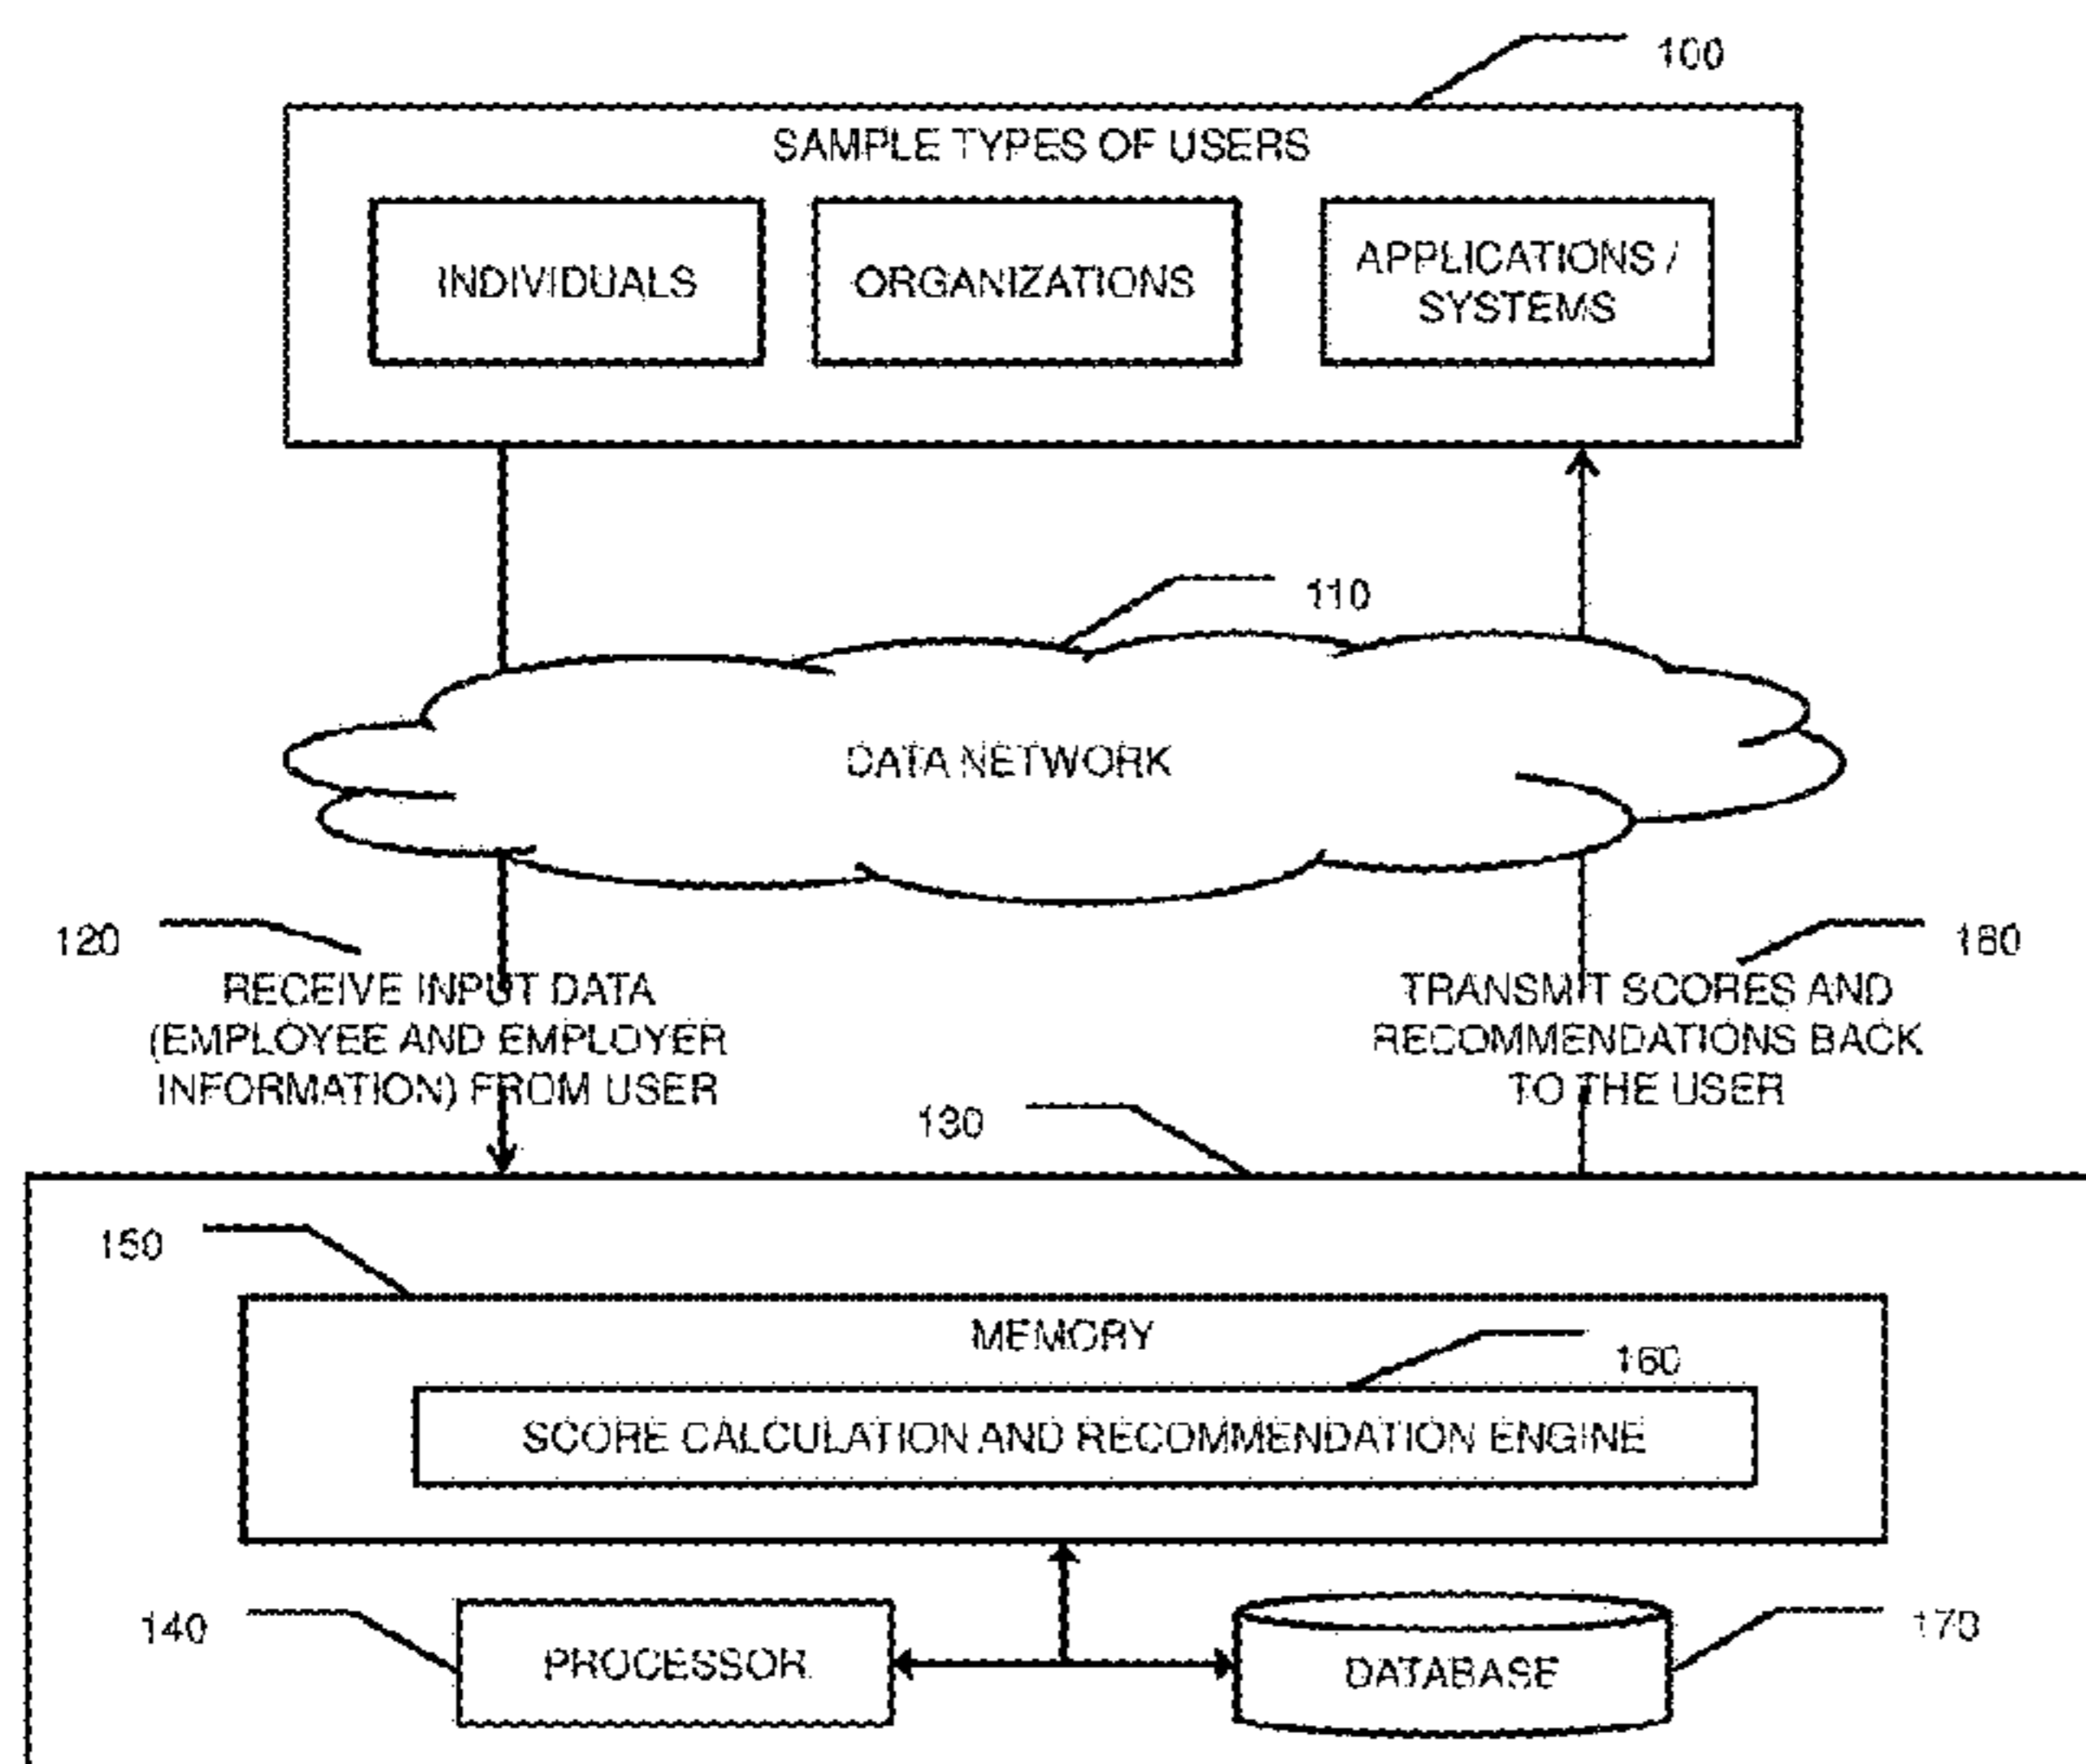 100
SAMPLE TYPES OF USERS
INDIVIDUALS
ORGANIZATIONS
APPLICATIONS /
SYSTEMS
110
DATA NETWORK
120
RECEIVE INPUT DATA
(EMPLOYEE AND EMPLOYER
INFORMATION) FROM USER
180
TRANSMIT SCORES AND
RECOMMENDATIONS BACK
TO THE USER
130
150
MEMORY
160
SCORE CALCULATION AND RECOMMENDATION ENGINE
140
PROCESSOR
DATABASE
170